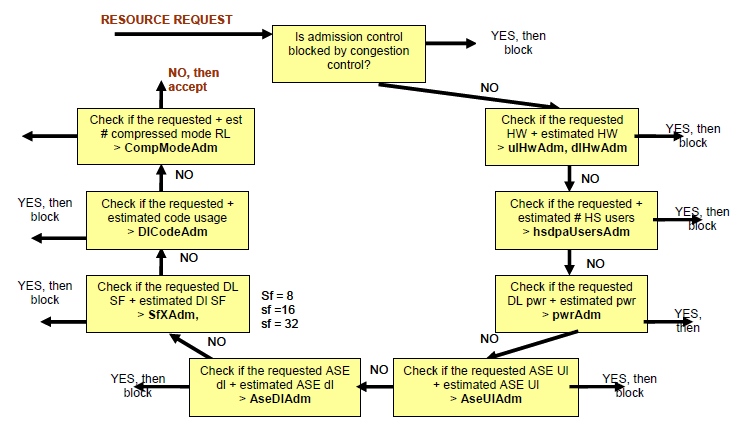 RESOURCE REQUEST
Is admission control
blocked by congestion
control?
YES, then
block
NO
Check if the requested
HW + estimated HW
> ulHwAdm, dlHwAdm
YES, then
block
NO
Check if the requested +
estimated # HS users
> hsdpaUsersAdm
YES, then
block
NO
Check if the requested
DL pwr + estimated pwr
> pwrAdm
YES,
then
NO
Check if the requested ASE Ul
+ estimated ASE Ul
> AseUlAdm
YES, then
block
NO
Check if the requested ASE
dl + estimated ASE dl
> AseDlAdm
YES, then
block
NO
Check if the requested DL
SF + estimated Dl SF
> SfXAdm,
Sf = 8
sf =16
sf = 32
YES, then
block
NO
Check if the requested +
estimated code usage
> DlCodeAdm
YES, then
block
NO
Check if the requested + est
# compressed mode RL
> CompModeAdm
NO, then
accept